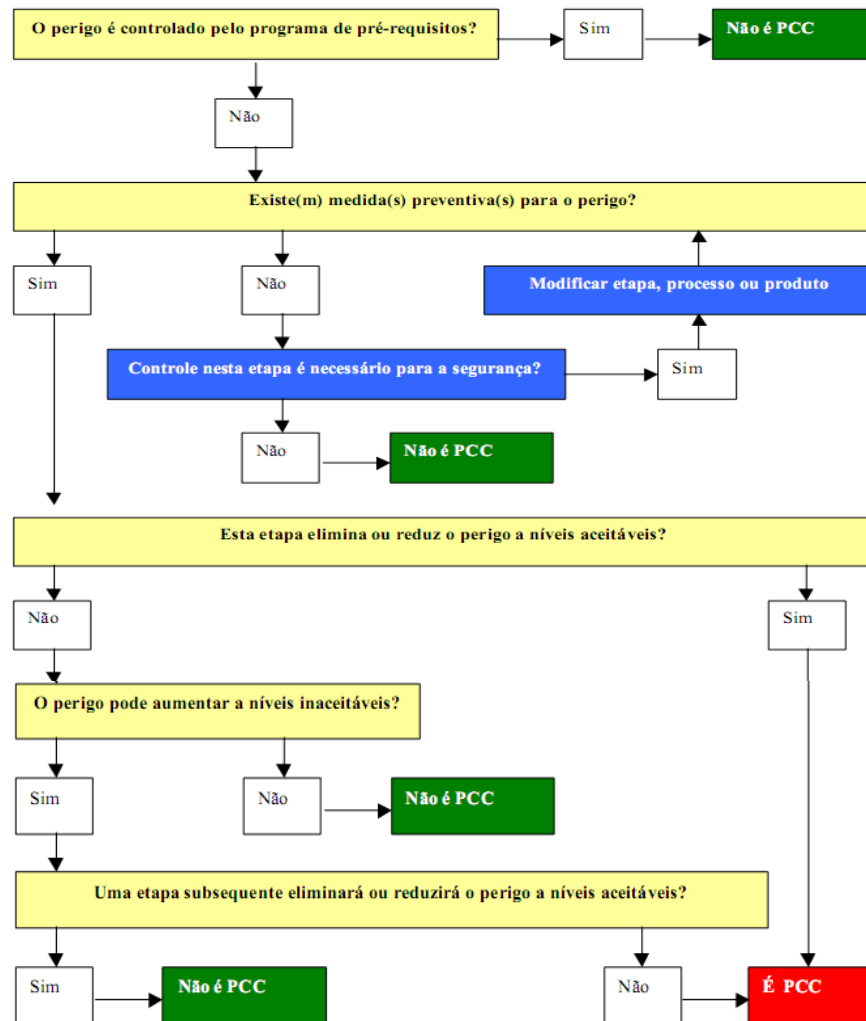 O perigo é controlado pelo programa de pré-requisitos?
Sim
Não é PCC
Não
Existe(m) medida(s) preventiva(s) para o perigo?
Sim
Não
Modificar etapa, processo ou produto
Controle nesta etapa é necessário para a segurança?
Sim
Não
Não é PCC
Esta etapa elimina ou reduz o perigo a níveis aceitáveis?
Não
Sim
O perigo pode aumentar a níveis inaceitáveis?
Sim
Não
Não é PCC
Uma etapa subsequente eliminará ou reduzirá o perigo a níveis aceitáveis?
Sim
Não é PCC
Não
É PCC